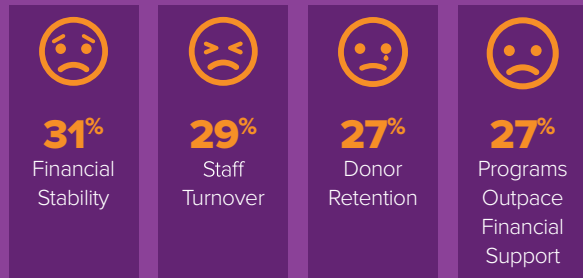 31%
Financial
Stability
29%
Staff
Turnover
27%
Donor
Retention
27%
Programs
Outpace
Financial
Support